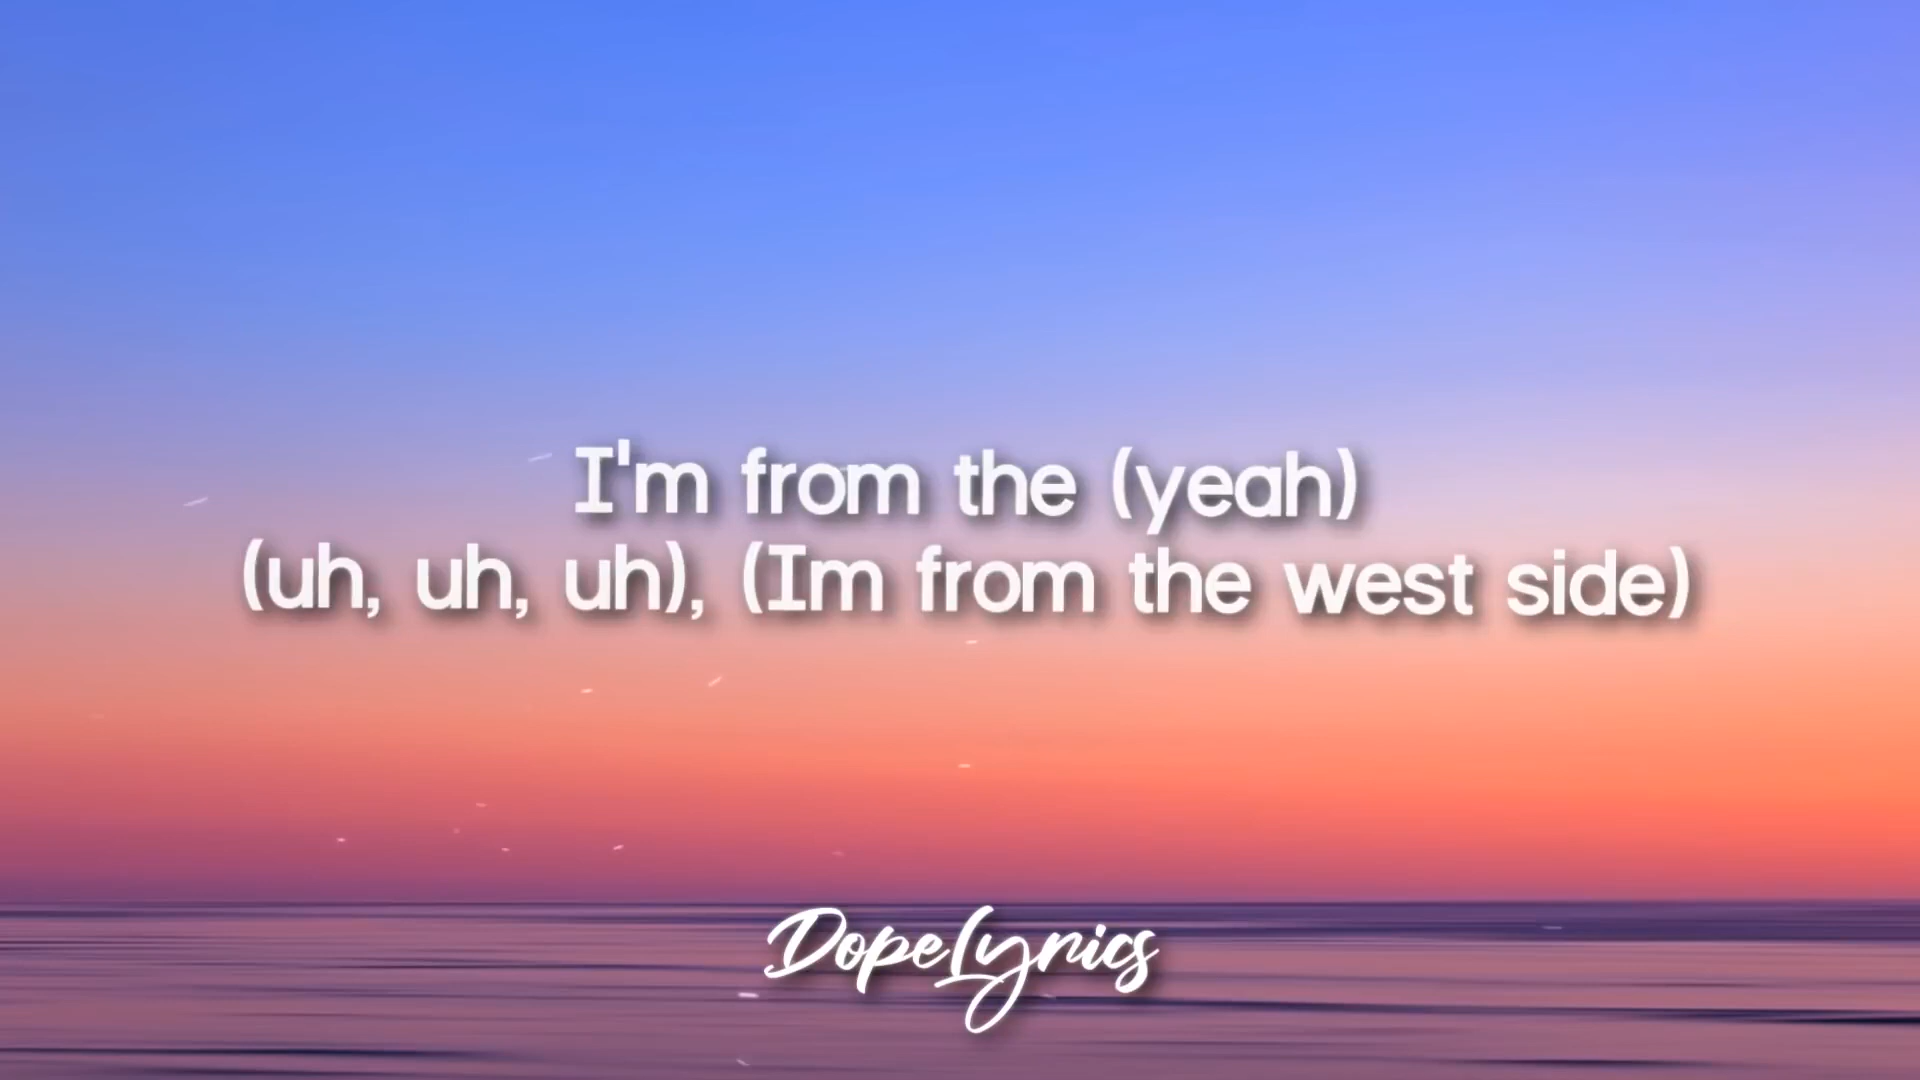 I'm from the (yeah)
(uh, uh, uh), (Im from the west side)
DopeLyrics